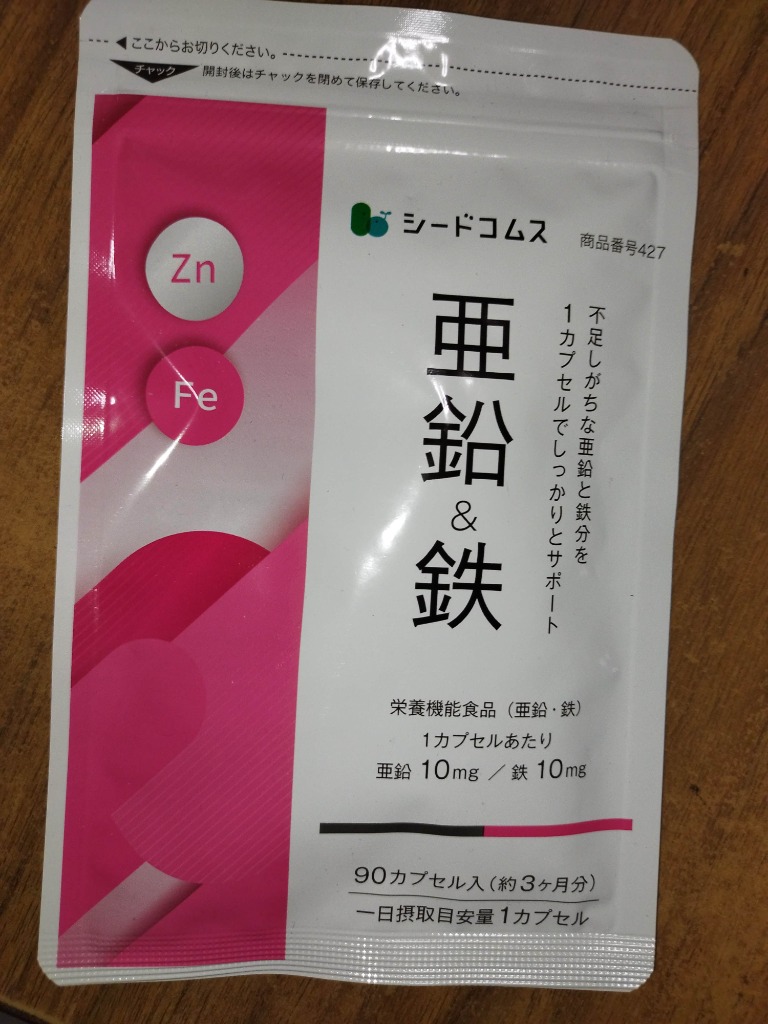 ここからお切りください。
チャック
開封後はチャックを閉めて保存してください。
Zn
Fe
シードコムス
商品番号427
不足しがちな亜鉛と鉄分を
1カプセルでしっかりとサポート
亜鉛&鉄
栄養機能食品(亜鉛・鉄)
1カプセルあたり
亜鉛 10mg / 鉄 10mg
90カプセル入(約3ヶ月分)
一日摂取目安量1カプセル